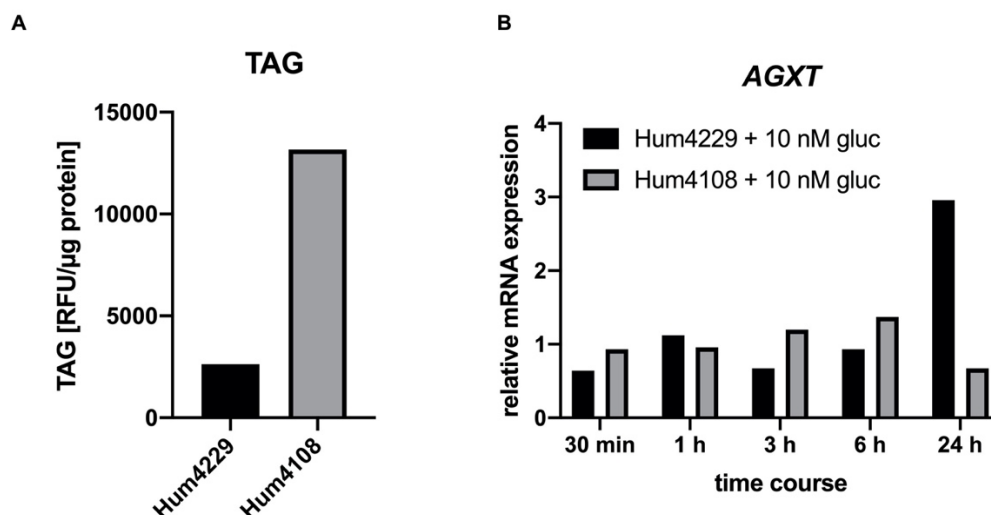 A
TAG
TAG [RFU/µg protein]
15000
10000
5000
0
Hum4229
Hum4108
B
AGXT
relative mRNA expression
4
3
2
1
0
Hum4229 + 10 nM gluc
Hum4108 + 10 nM gluc
30 min 1 h 3 h 6 h 24 h
time course